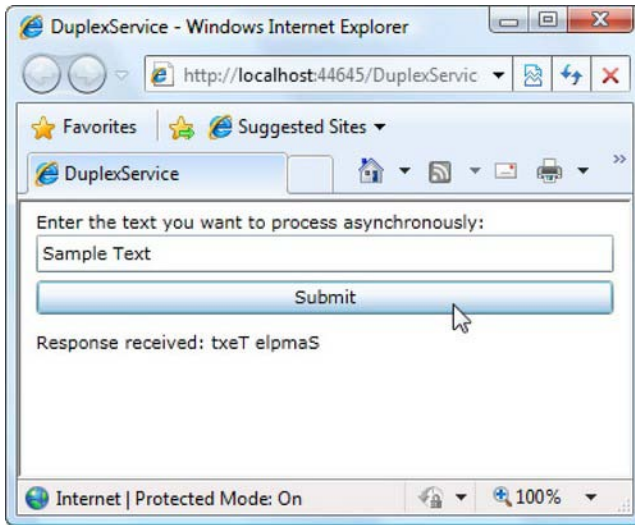 DuplexService - Windows Internet Explorer
http://localhost:44645/DuplexServic
Favorites Suggested Sites
DuplexService
Enter the text you want to process asynchronously:
Sample Text
Submit
Response received: txeT elpmaS
Internet | Protected Mode: On 100%